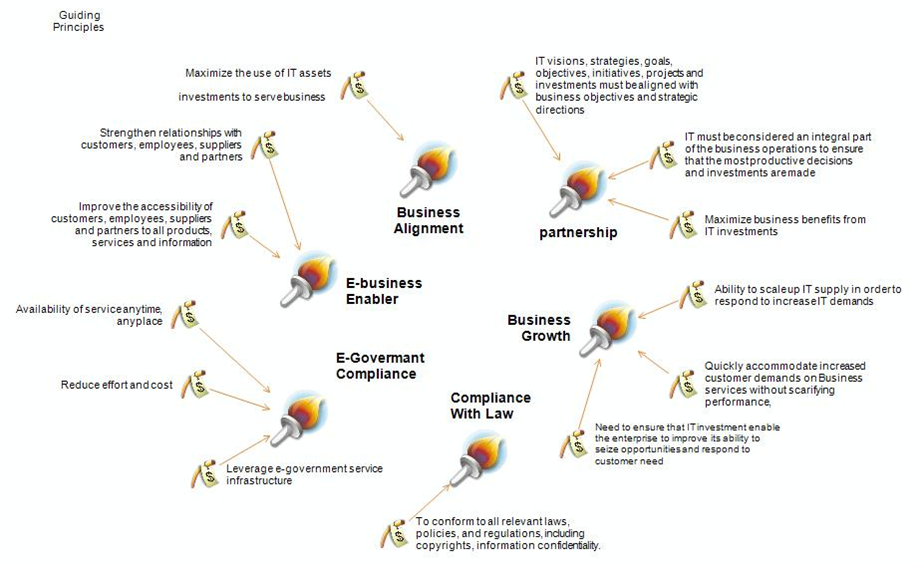 Guiding
Principles
Maximize the use of IT assets
investments to serve business
Strengthen relationships with
customers, employees, suppliers
and partners
Improve the accessibility of
customers, employees, suppliers
and partners to all products,
services and information
Business
Alignment
E-business
Enabler
IT visions, strategies, goals,
objectives, initiatives, projects and
investments must be aligned with
business objectives and strategic
directions
IT must be considered an integral part
of the business operations to ensure
that the most productive decisions
and investments are made
Maximize business benefits from
IT investments
partnership
Availability of service anytime,
any place
Reduce effort and cost
Leverage e-government service
infrastructure
E-Govermant
Compliance
Ability to scale up IT supply in order to
respond to increase IT demands
Quickly accommodate increased
customer demands on Business
services without scarifying
performance,
Need to ensure that IT investment enable
the enterprise to improve its ability to
seize opportunities and respond to
customer need
Business
Growth
Compliance
With Law
To conform to all relevant laws,
policies, and regulations, including
copyrights, information confidentiality.